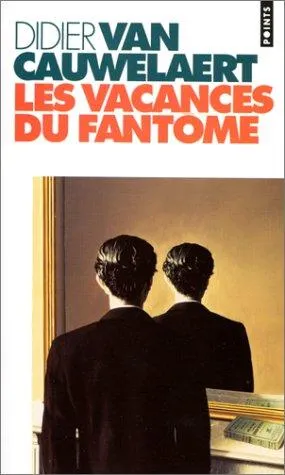 DIDIER VAN
CAUWELAERT
LES VACANCES
DU FANTOME
POINTS